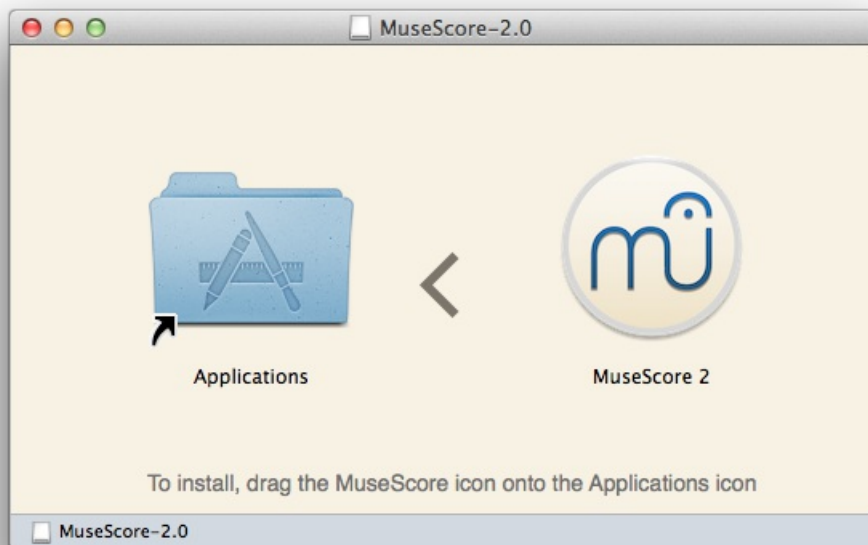 MuseScore-2.0
mû
Applications
MuseScore 2
To install, drag the MuseScore icon onto the Applications icon
MuseScore-2.0